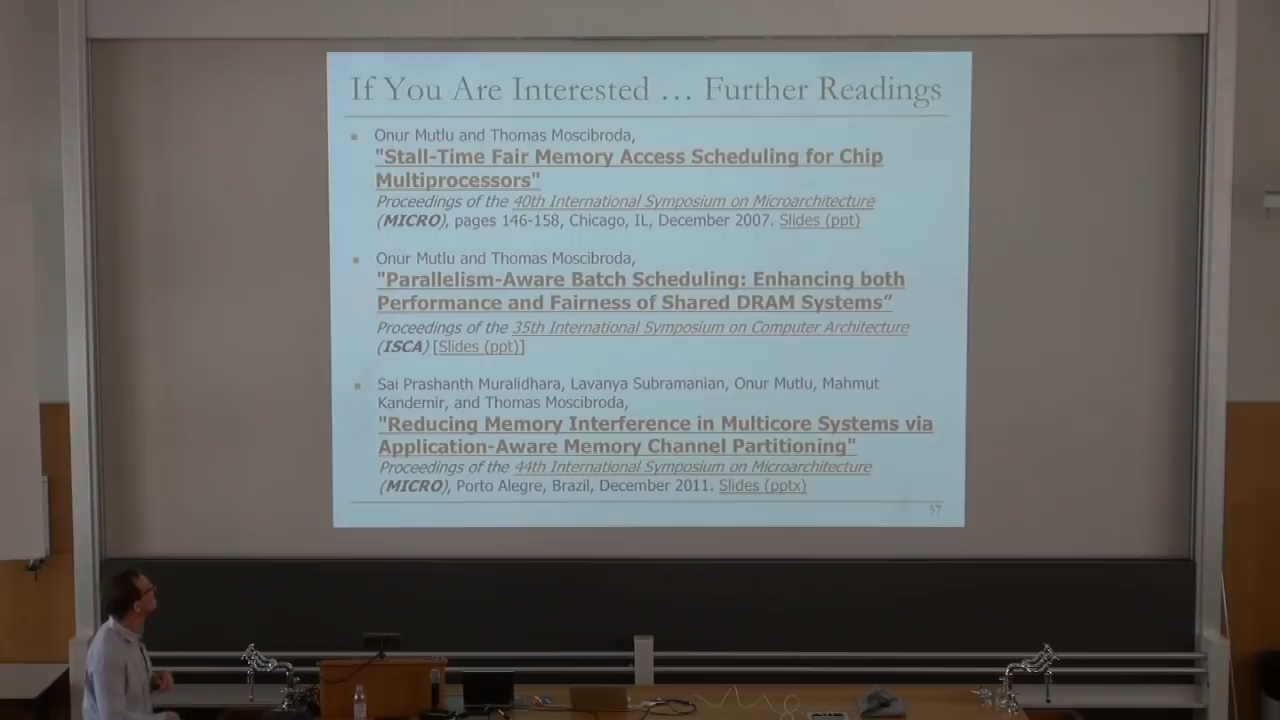 If You Are Interested … Further Readings
Onur Mutlu and Thomas Moscibroda,
"Stall-Time Fair Memory Access Scheduling for Chip
Multiprocessors"
Proceedings of the 40th International Symposium on Microarchitecture
(MICRO), pages 146-158, Chicago, IL, December 2007. Slides (ppt)
Onur Mutlu and Thomas Moscibroda,
"Parallelism-Aware Batch Scheduling: Enhancing both
Performance and Fairness of Shared DRAM Systems”
Proceedings of the 35th International Symposium on Computer Architecture
(ISCA) [Slides (ppt)]
Sai Prashanth Muralidhara, Lavanya Subramanian, Onur Mutlu, Mahmut
Kandemir, and Thomas Moscibroda,
"Reducing Memory Interference in Multicore Systems via
Application-Aware Memory Channel Partitioning"
Proceedings of the 44th International Symposium on Microarchitecture
(MICRO), Porto Alegre, Brazil, December 2011. Slides (pptx)
57